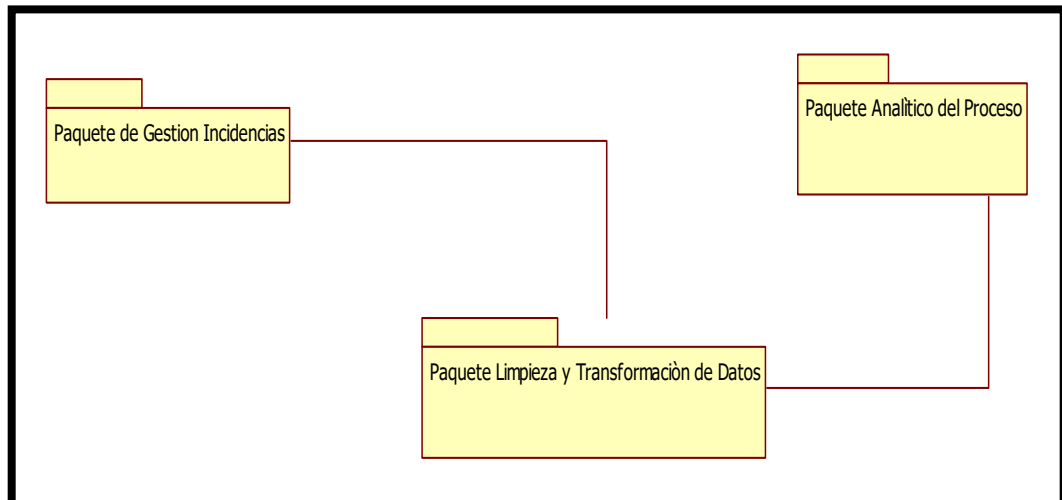 Paquete de Gestion Incidencias
Paquete Analìtico del Proceso
Paquete Limpieza y Transformaciòn de Datos